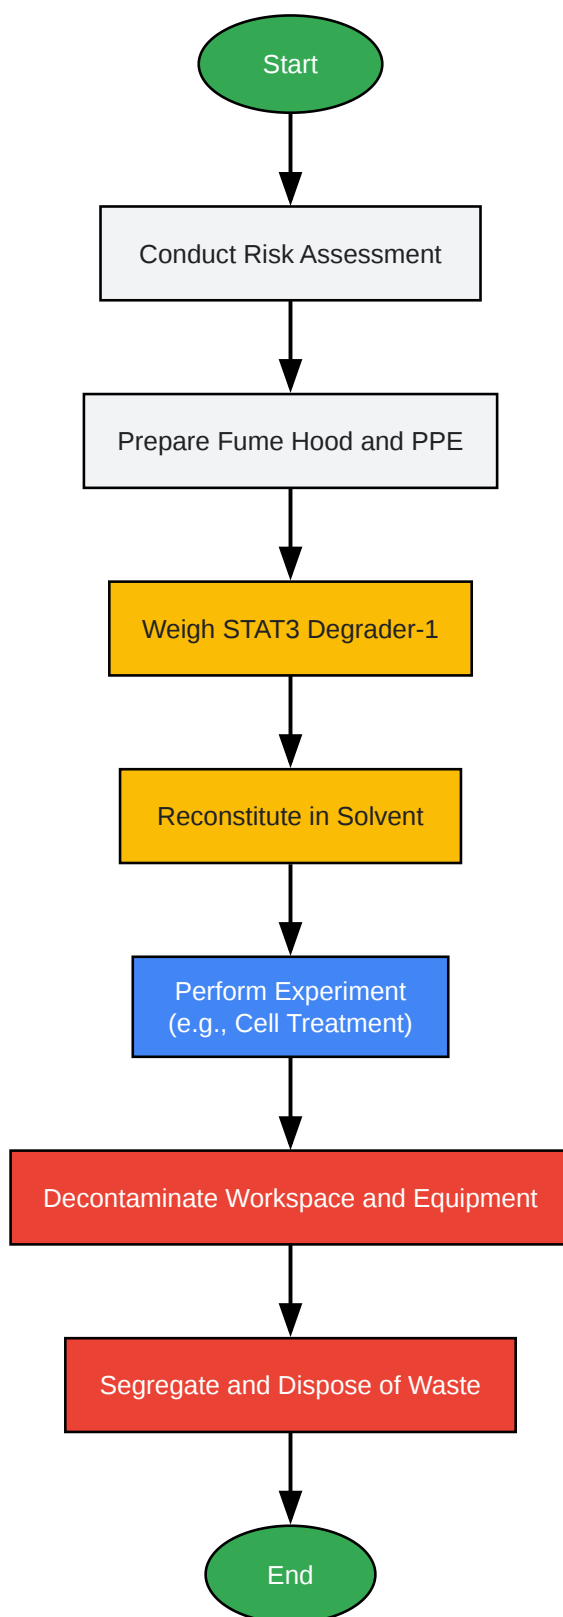 Start
Conduct Risk Assessment
Prepare Fume Hood and PPE
Weigh STAT3 Degrader-1
Reconstitute in Solvent
Perform Experiment
(e.g., Cell Treatment)
Decontaminate Workspace and Equipment
Segregate and Dispose of Waste
End